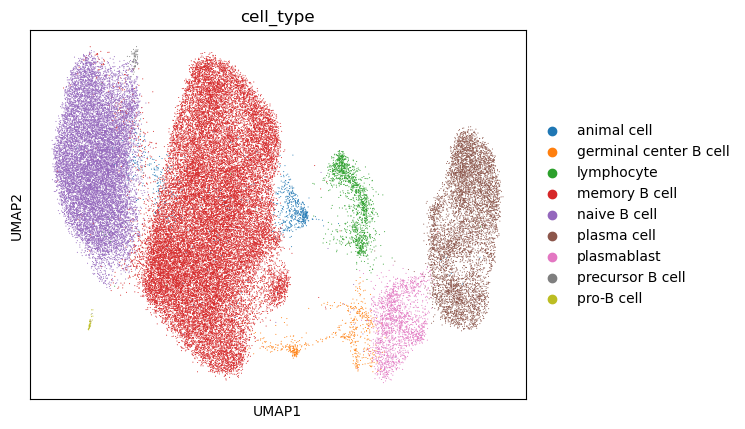 cell_type
UMAP2
UMAP1
animal cell
germinal center B cell
lymphocyte
memory B cell
naive B cell
plasma cell
plasmablast
precursor B cell
pro-B cell